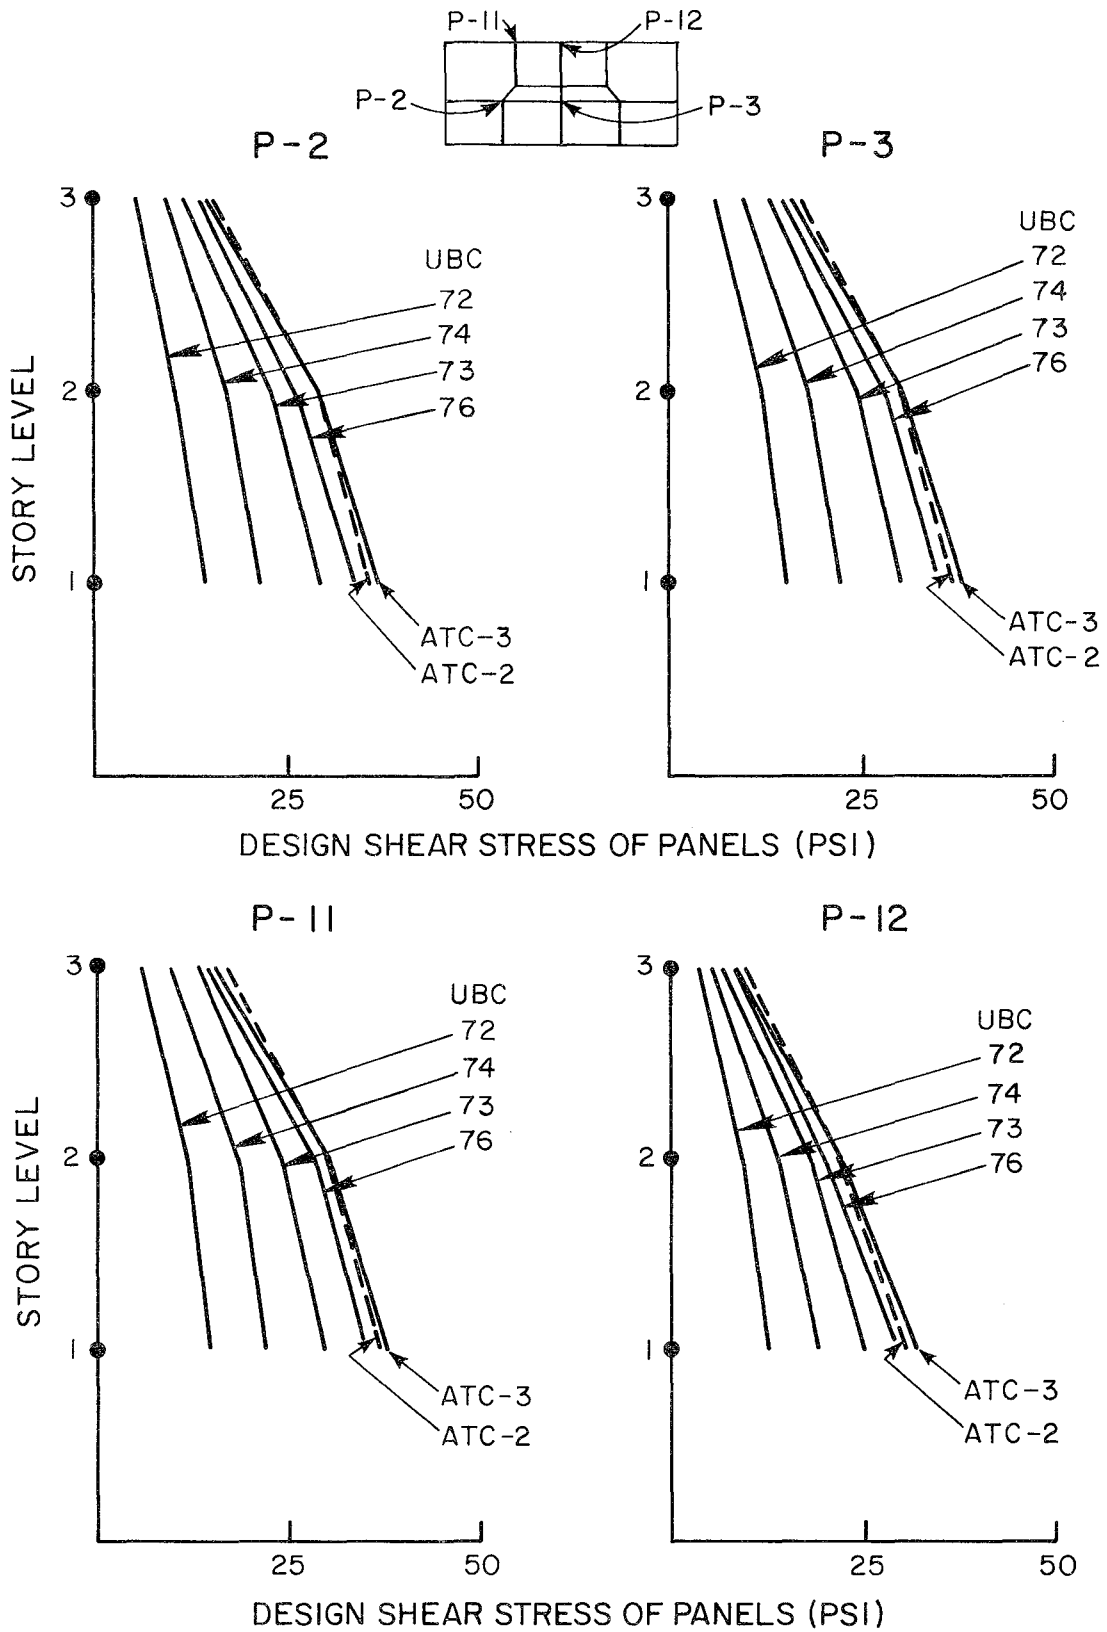 P-11
P-12
P-2
P-3
P-2
3
2
1
STORY LEVEL
UBC
72
74
73
76
ATC-3
ATC-2
25
50
P-3
3
2
1
UBC
72
74
73
76
ATC-3
ATC-2
25
50
DESIGN SHEAR STRESS OF PANELS (PSI)
P-11
3
2
1
STORY LEVEL
UBC
72
74
73
76
ATC-3
ATC-2
25
50
P-12
3
2
1
UBC
72
74
73
76
ATC-3
ATC-2
25
50
DESIGN SHEAR STRESS OF PANELS (PSI)